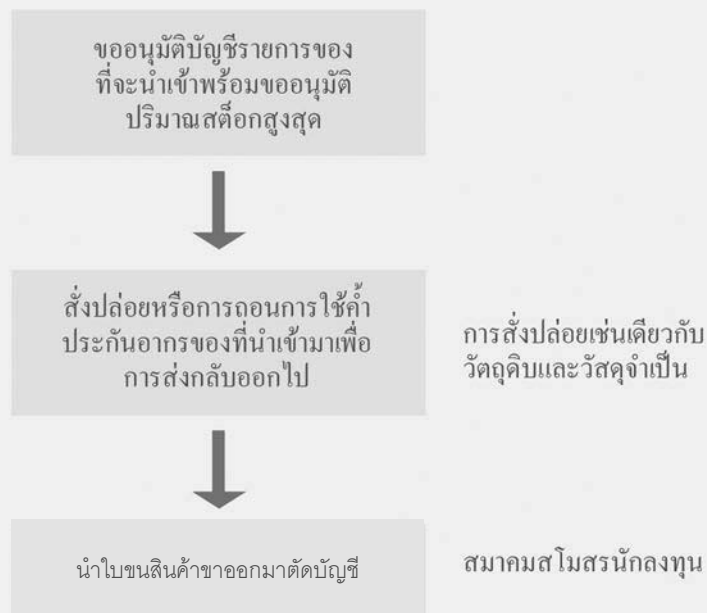 ขออนุมัติบัญชีรายการของ
ที่จะนำเข้าพร้อมขออนุมัติ
ปริมาณสต็อกสูงสุด
สั่งปล่อยหรือการถอนการใช้ค้ำ
ประกันอากรของที่นำเข้ามาเพื่อ
การส่งกลับออกไป
การสั่งปล่อยเช่นเดียวกับ
วัตถุดิบและวัสดุจำเป็น
นำใบขนสินค้าขาออกมาตัดบัญชี
สมาคมสโมสรนักลงทุน